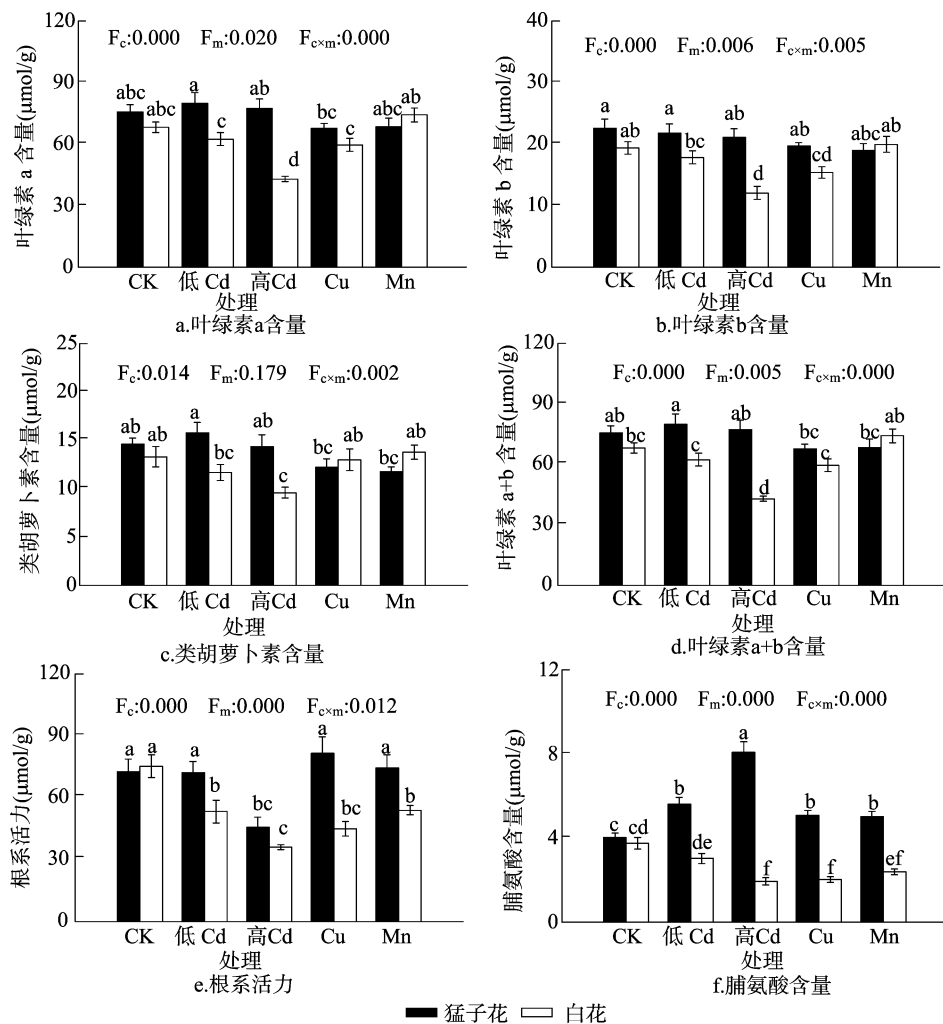 叶绿素 a 含量(μmol/g)
120
90
60
30
0
Fc:0.000 Fm:0.020 Fc×m:0.000
abc abc a c ab d bc c abc ab
CK 低 Cd 高Cd Cu Mn
处理
a.叶绿素a含量
叶绿素 b 含量(μmol/g)
40
30
20
10
0
Fc:0.000 Fm:0.006 Fc×m:0.005
a ab a bc ab d ab cd abc ab
CK 低 Cd 高Cd Cu Mn
处理
b.叶绿素b含量
类胡萝卜素含量(μmol/g)
25
20
15
10
5
0
Fc:0.014 Fm:0.179 Fc×m:0.002
ab ab a bc ab c bc ab bc ab
CK 低 Cd 高Cd Cu Mn
处理
c.类胡萝卜素含量
叶绿素 a+b 含量(μmol/g)
120
90
60
30
0
Fc:0.000 Fm:0.005 Fc×m:0.000
ab bc a c ab d bc c bc ab
CK 低 Cd 高Cd Cu Mn
处理
d.叶绿素a+b含量
根系活力(μmol/g)
120
90
60
30
0
Fc:0.000 Fm:0.000 Fc×m:0.012
a a a b bc c a bc a b
CK 低 Cd 高Cd Cu Mn
处理
e.根系活力
脯氨酸含量(μmol/g)
12
8
4
0
Fc:0.000 Fm:0.000 Fc×m:0.000
c cd b de a f b f b ef
CK 低 Cd 高Cd Cu Mn
处理
f.脯氨酸含量
猛子花 白花